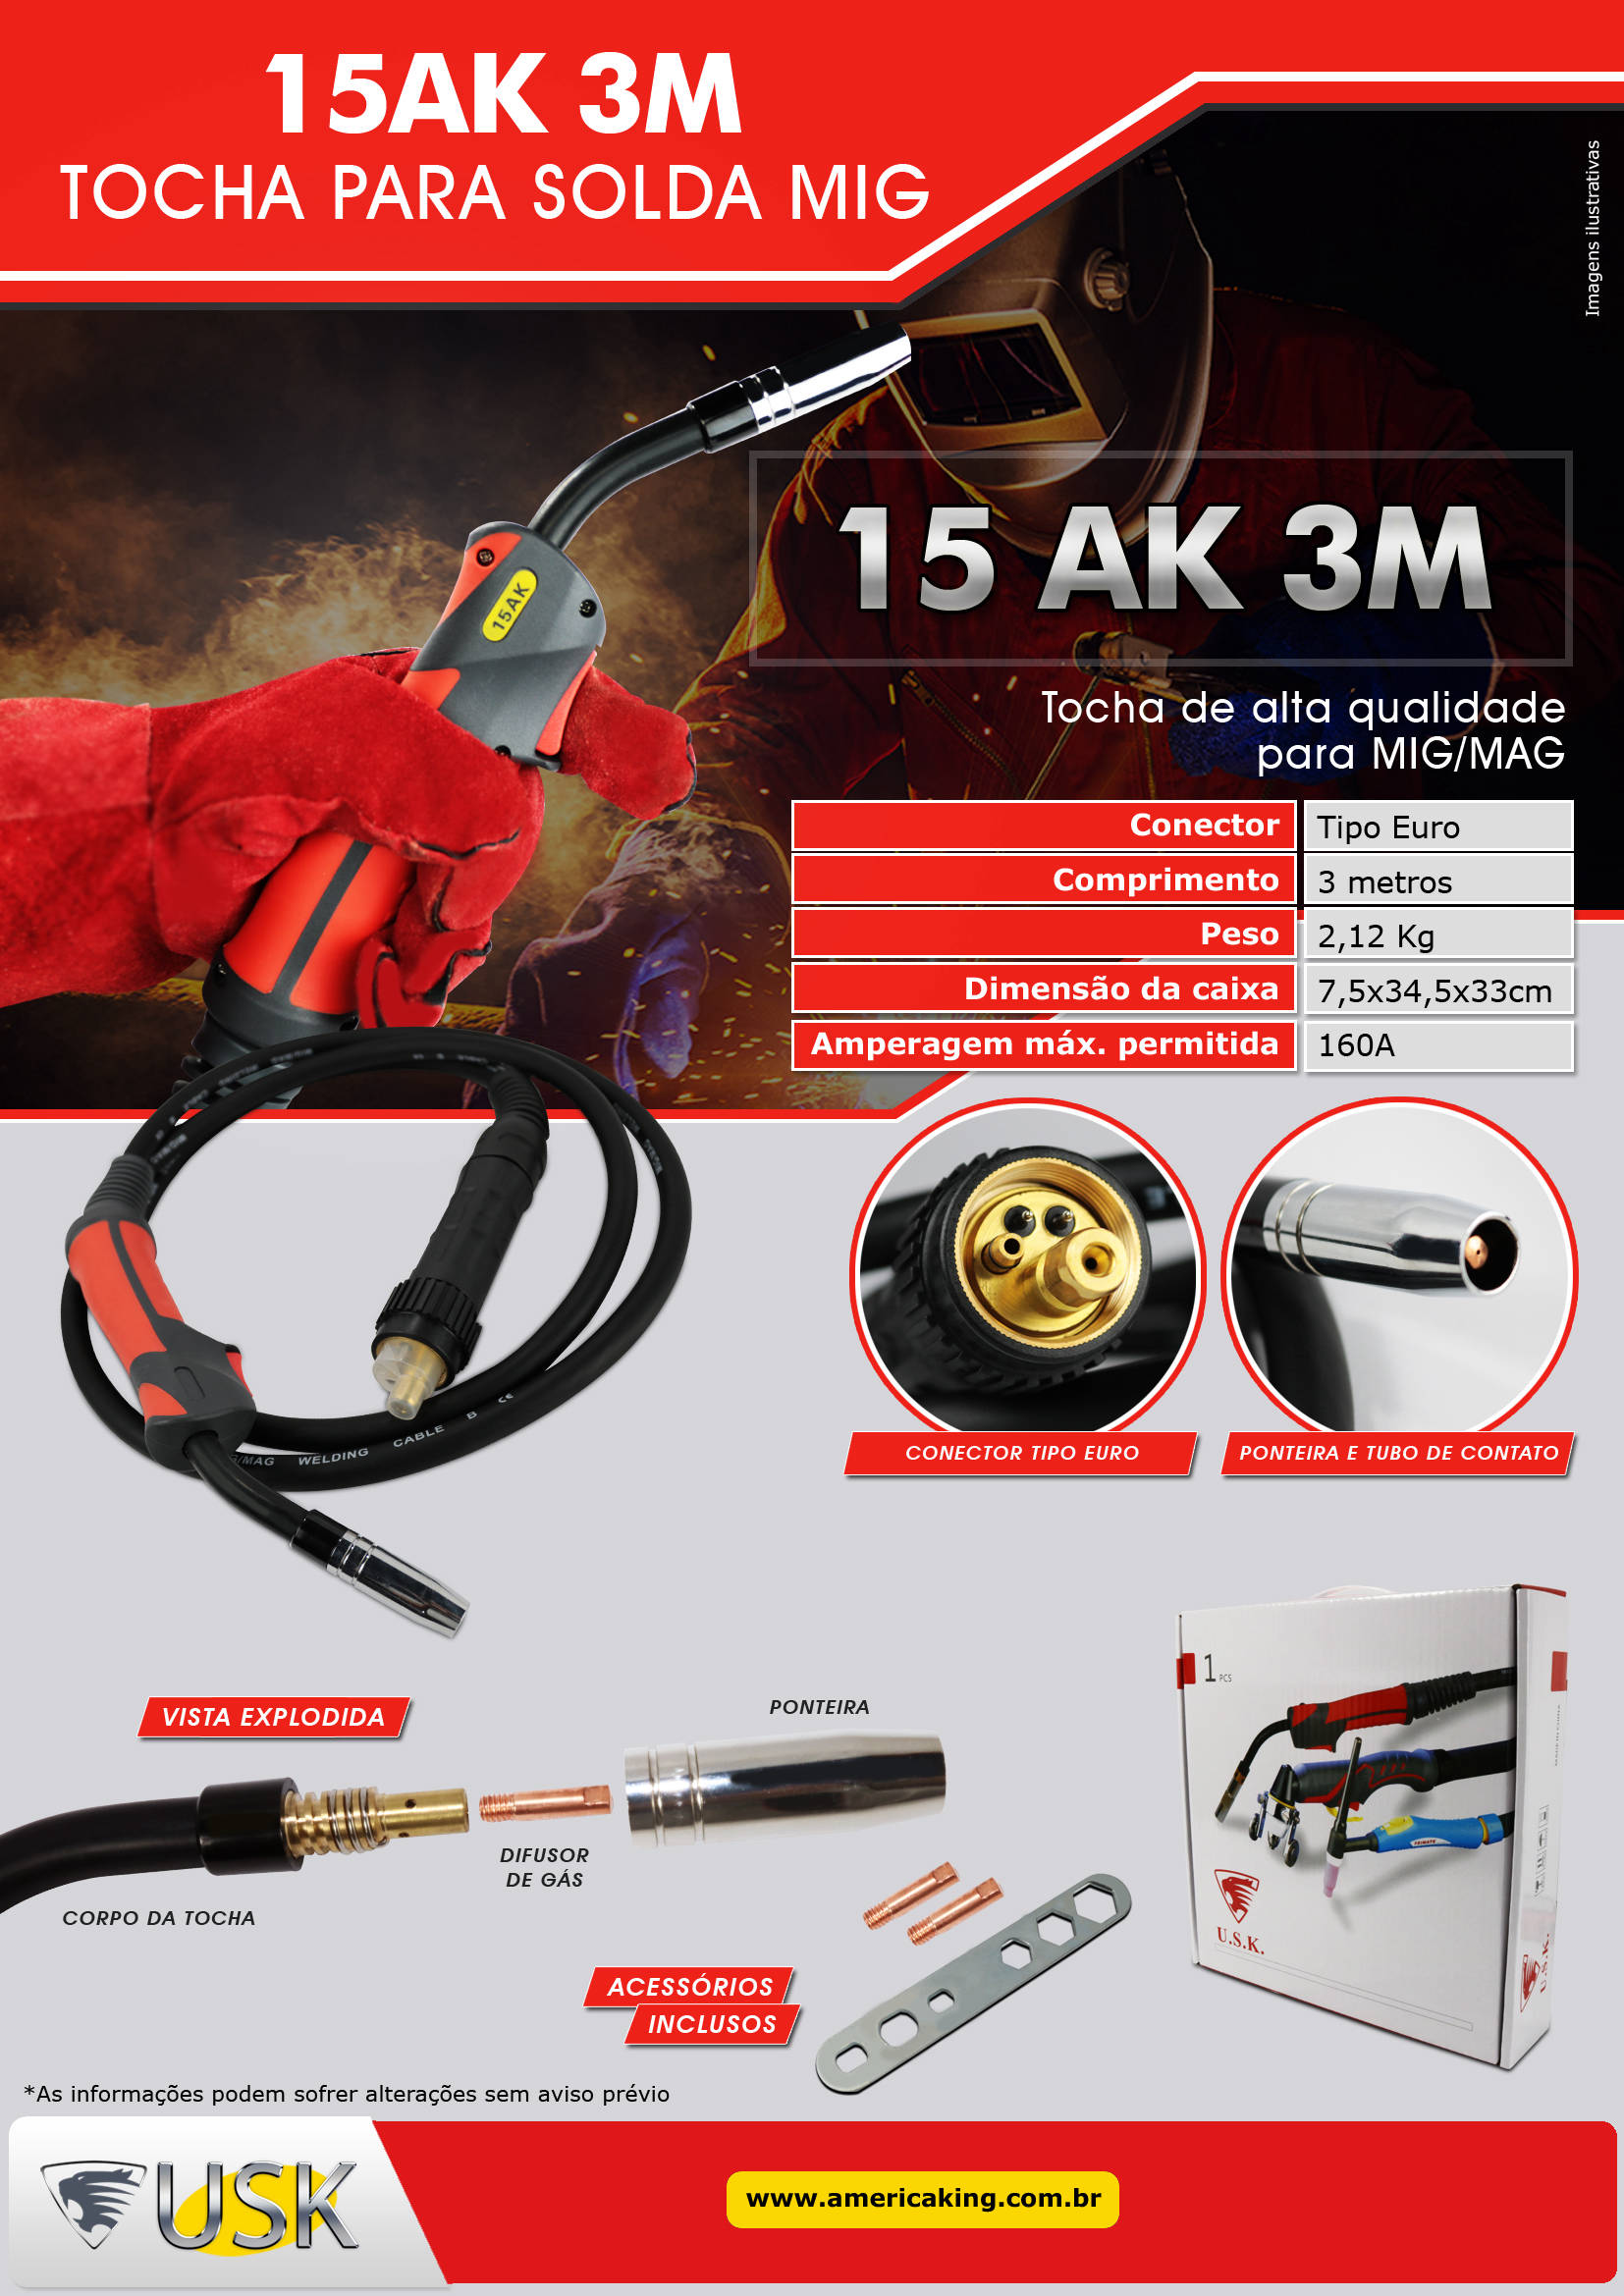 15AK 3M
TOCHA PARA SOLDA MIG
Imagens ilustrativas
15AK
15 AK 3M
Tocha de alta qualidade
para MIG/MAG
Conector Tipo Euro
Comprimento 3 metros
Peso 2,12 Kg
Dimensão da caixa 7,5x34,5x33cm
Amperagem máx. permitida 160A
/MAG WELDING CABLE B CE
CONECTOR TIPO EURO
PONTEIRA E TUBO DE CONTATO
VISTA EXPLODIDA
PONTEIRA
DIFUSOR
DE GÁS
CORPO DA TOCHA
1 PCS
U.S.K.
U.S.K.
ACESSÓRIOS
INCLUSOS
*As informações podem sofrer alterações sem aviso prévio
USK
www.americaking.com.br